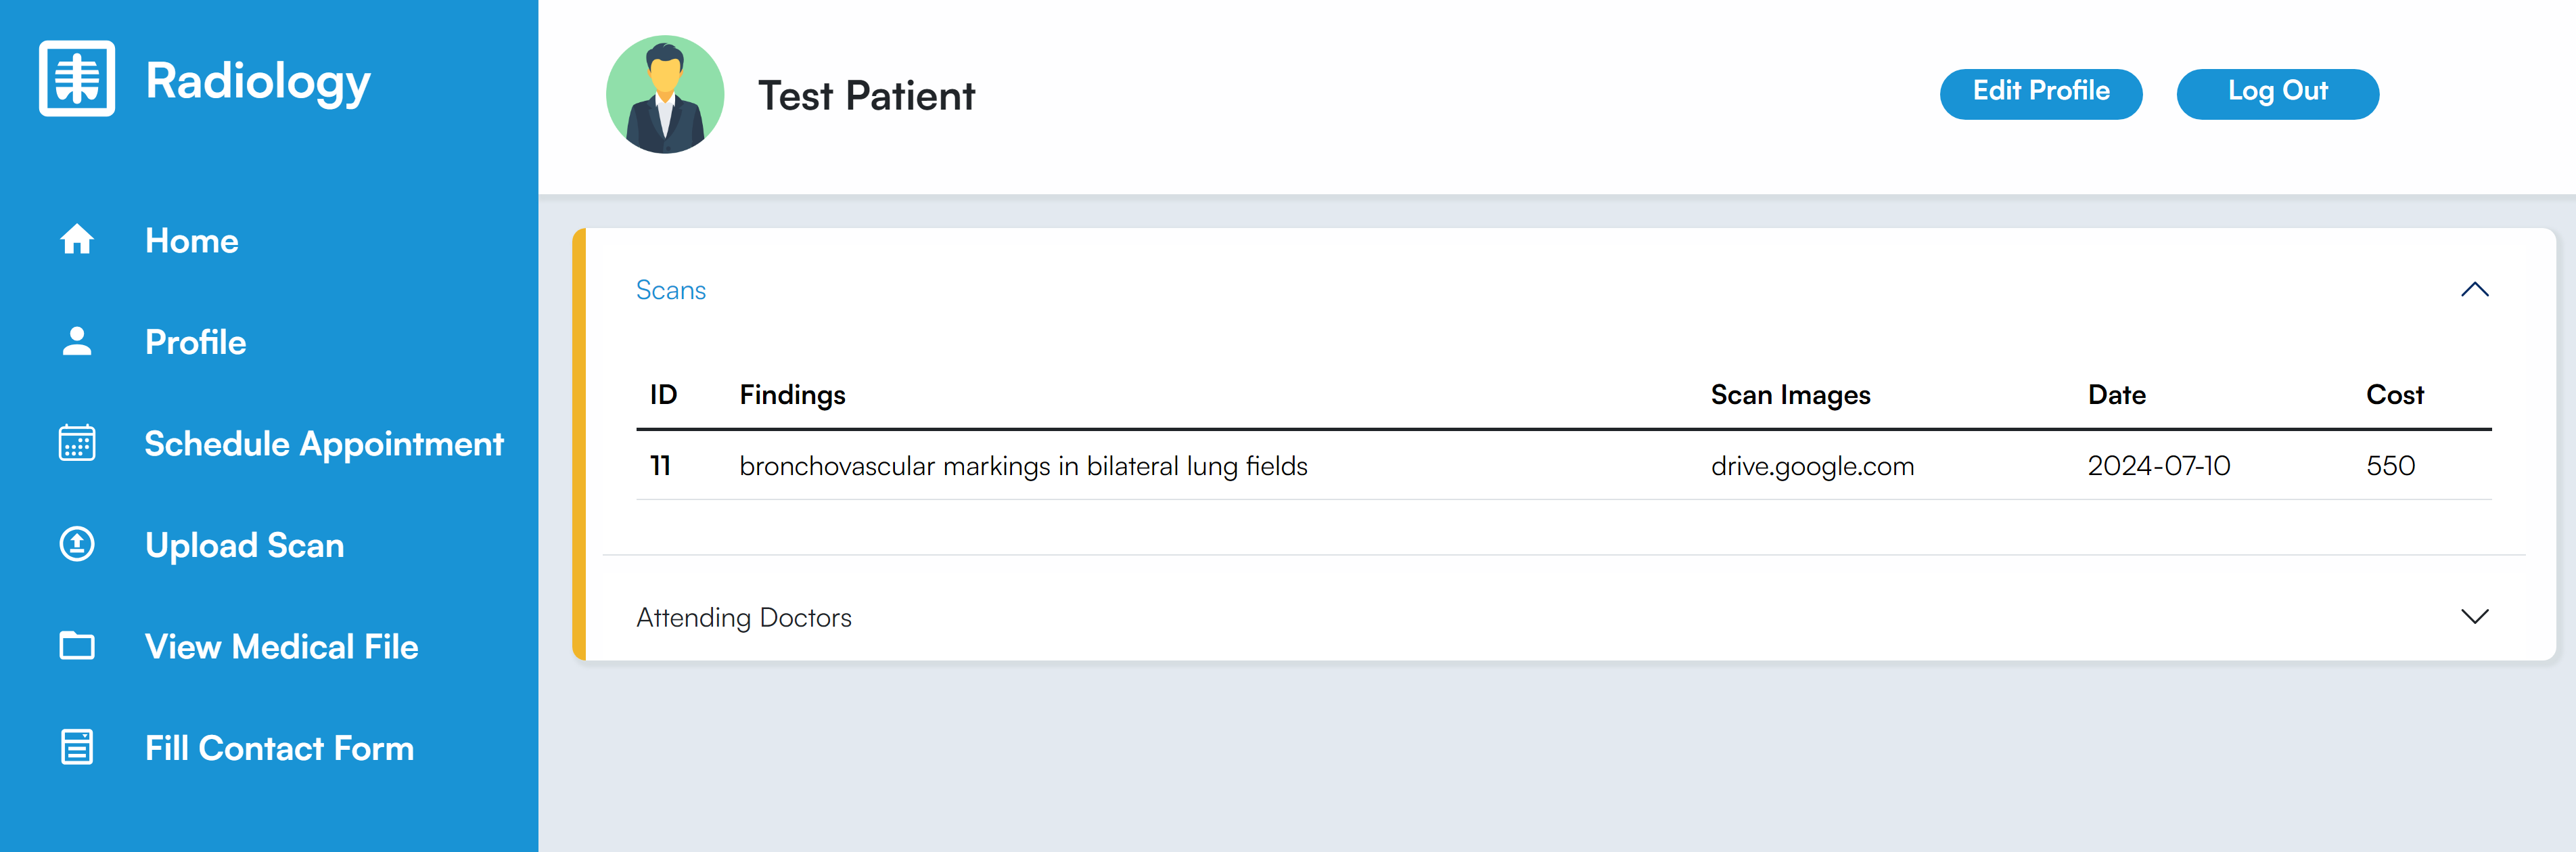 Radiology
Home
Profile
Schedule Appointment
Upload Scan
View Medical File
Fill Contact Form
Test Patient
Edit Profile
Log Out
Scans
ID Findings Scan Images Date Cost
11 bronchovascular markings in bilateral lung fields drive.google.com 2024-07-10 550
Attending Doctors